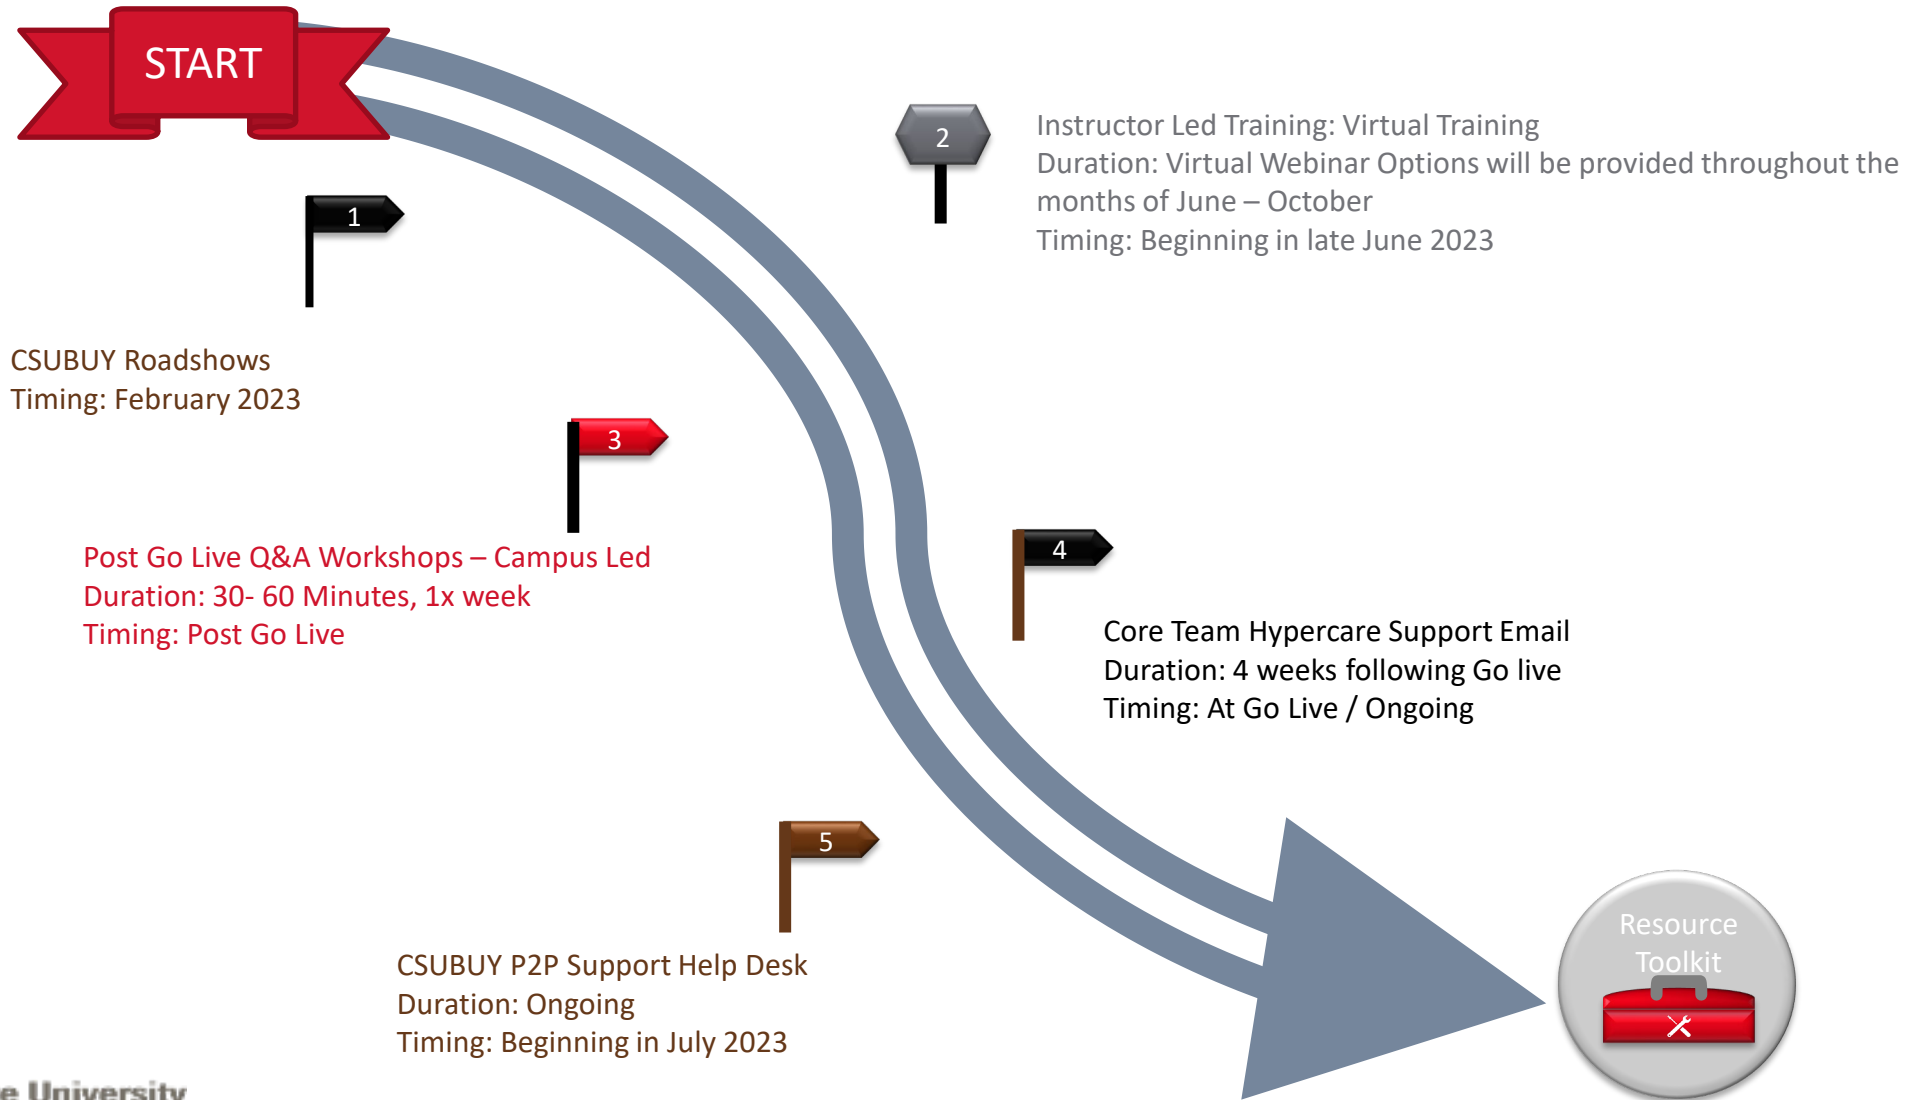 START
1
CSUBUY Roadshows
Timing: February 2023
2
Instructor Led Training: Virtual Training
Duration: Virtual Webinar Options will be provided throughout the
months of June – October
Timing: Beginning in late June 2023
3
Post Go Live Q&A Workshops – Campus Led
Duration: 30- 60 Minutes, 1x week
Timing: Post Go Live
4
Core Team Hypercare Support Email
Duration: 4 weeks following Go live
Timing: At Go Live / Ongoing
5
CSUBUY P2P Support Help Desk
Duration: Ongoing
Timing: Beginning in July 2023
Resource
Toolkit
University